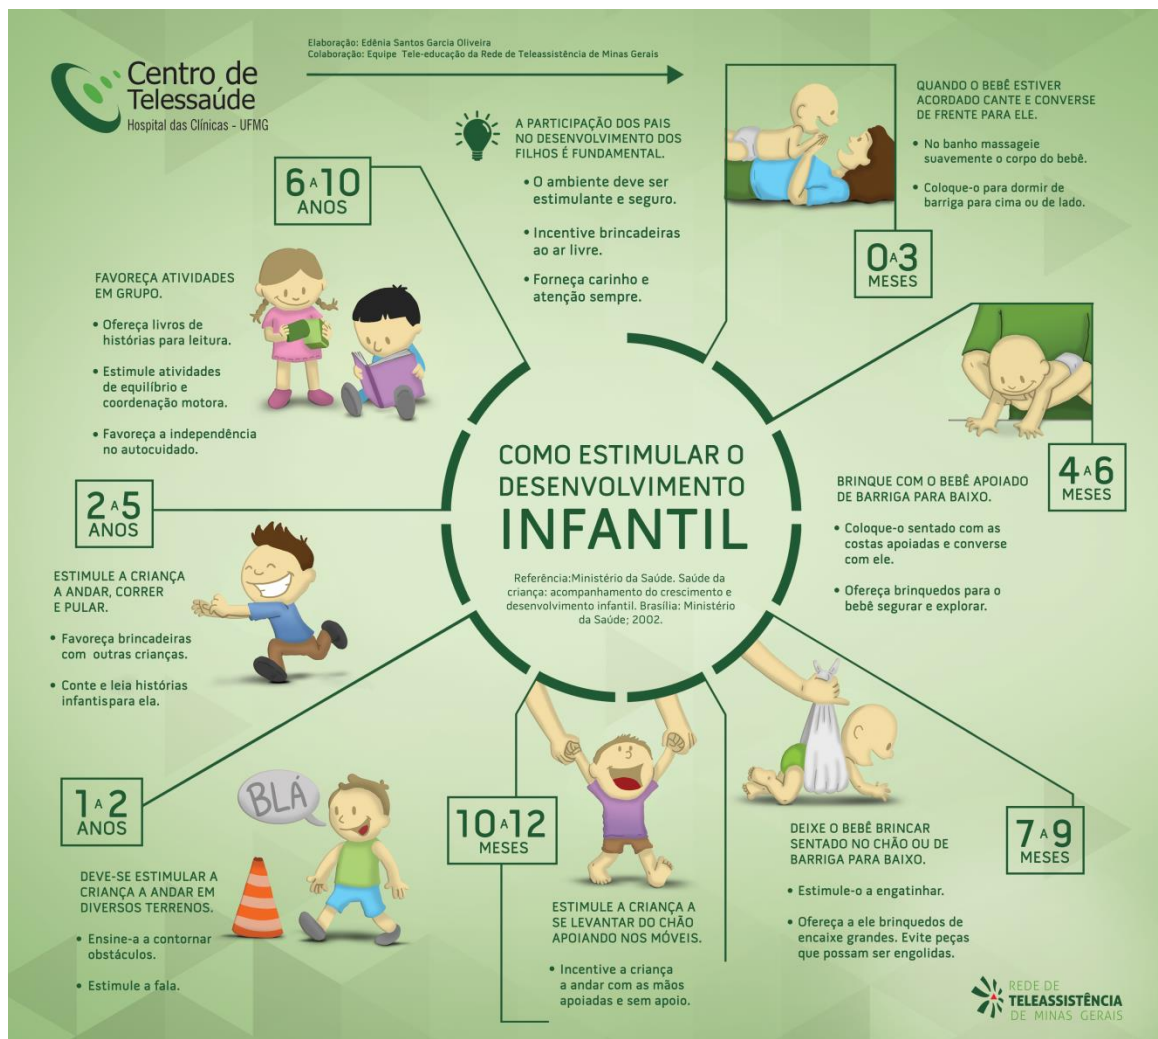 Centro de
Telessaúde
Hospital das Clínicas - UFMG
Elaboração: Edênia Santos Garcia Oliveira
Colaboração: Equipe Tele-educação da Rede de Teleassistência de Minas Gerais
A PARTICIPAÇÃO DOS PAIS
NO DESENVOLVIMENTO DOS
FILHOS É FUNDAMENTAL.
• O ambiente deve ser
estimulante e seguro.
• Incentive brincadeiras
ao ar livre.
• Forneça carinho e
atenção sempre.
COMO ESTIMULAR O
DESENVOLVIMENTO
INFANTIL
Referência:Ministério da Saúde. Saúde da
criança: acompanhamento do crescimento e
desenvolvimento infantil. Brasília: Ministério
da Saúde; 2002.
QUANDO O BEBÊ ESTIVER
ACORDADO CANTE E CONVERSE
DE FRENTE PARA ELE.
• No banho massageie
suavemente o corpo do bebê.
• Coloque-o para dormir de
barriga para cima ou de lado.
0 A 3
MESES
4 A 6
MESES
BRINQUE COM O BEBÊ APOIADO
DE BARRIGA PARA BAIXO.
• Coloque-o sentado com as
costas apoiadas e converse
com ele.
• Ofereça brinquedos para o
bebê segurar e explorar.
7 A 9
MESES
DEIXE O BEBÊ BRINCAR
SENTADO NO CHÃO OU DE
BARRIGA PARA BAIXO.
• Estimule-o a engatinhar.
• Ofereça a ele brinquedos de
encaixe grandes. Evite peças
que possam ser engolidas.
10 A 12
MESES
ESTIMULE A CRIANÇA A
SE LEVANTAR DO CHÃO
APOIANDO NOS MÓVEIS.
• Incentive a criança
a andar com as mãos
apoiadas e sem apoio.
1 A 2
ANOS
BLÁ
DEVE-SE ESTIMULAR A
CRIANÇA A ANDAR EM
DIVERSOS TERRENOS.
• Ensine-a a contornar
obstáculos.
• Estimule a fala.
2 A 5
ANOS
ESTIMULE A CRIANÇA
A ANDAR, CORRER
E PULAR.
• Favoreça brincadeiras
com outras crianças.
• Conte e leia histórias
infantispara ela.
6 A 10
ANOS
FAVOREÇA ATIVIDADES
EM GRUPO.
• Ofereça livros de
histórias para leitura.
• Estimule atividades
de equilíbrio e
coordenação motora.
• Favoreça a independência
no autocuidado.
REDE DE
TELEASSISTÊNCIA
DE MINAS GERAIS